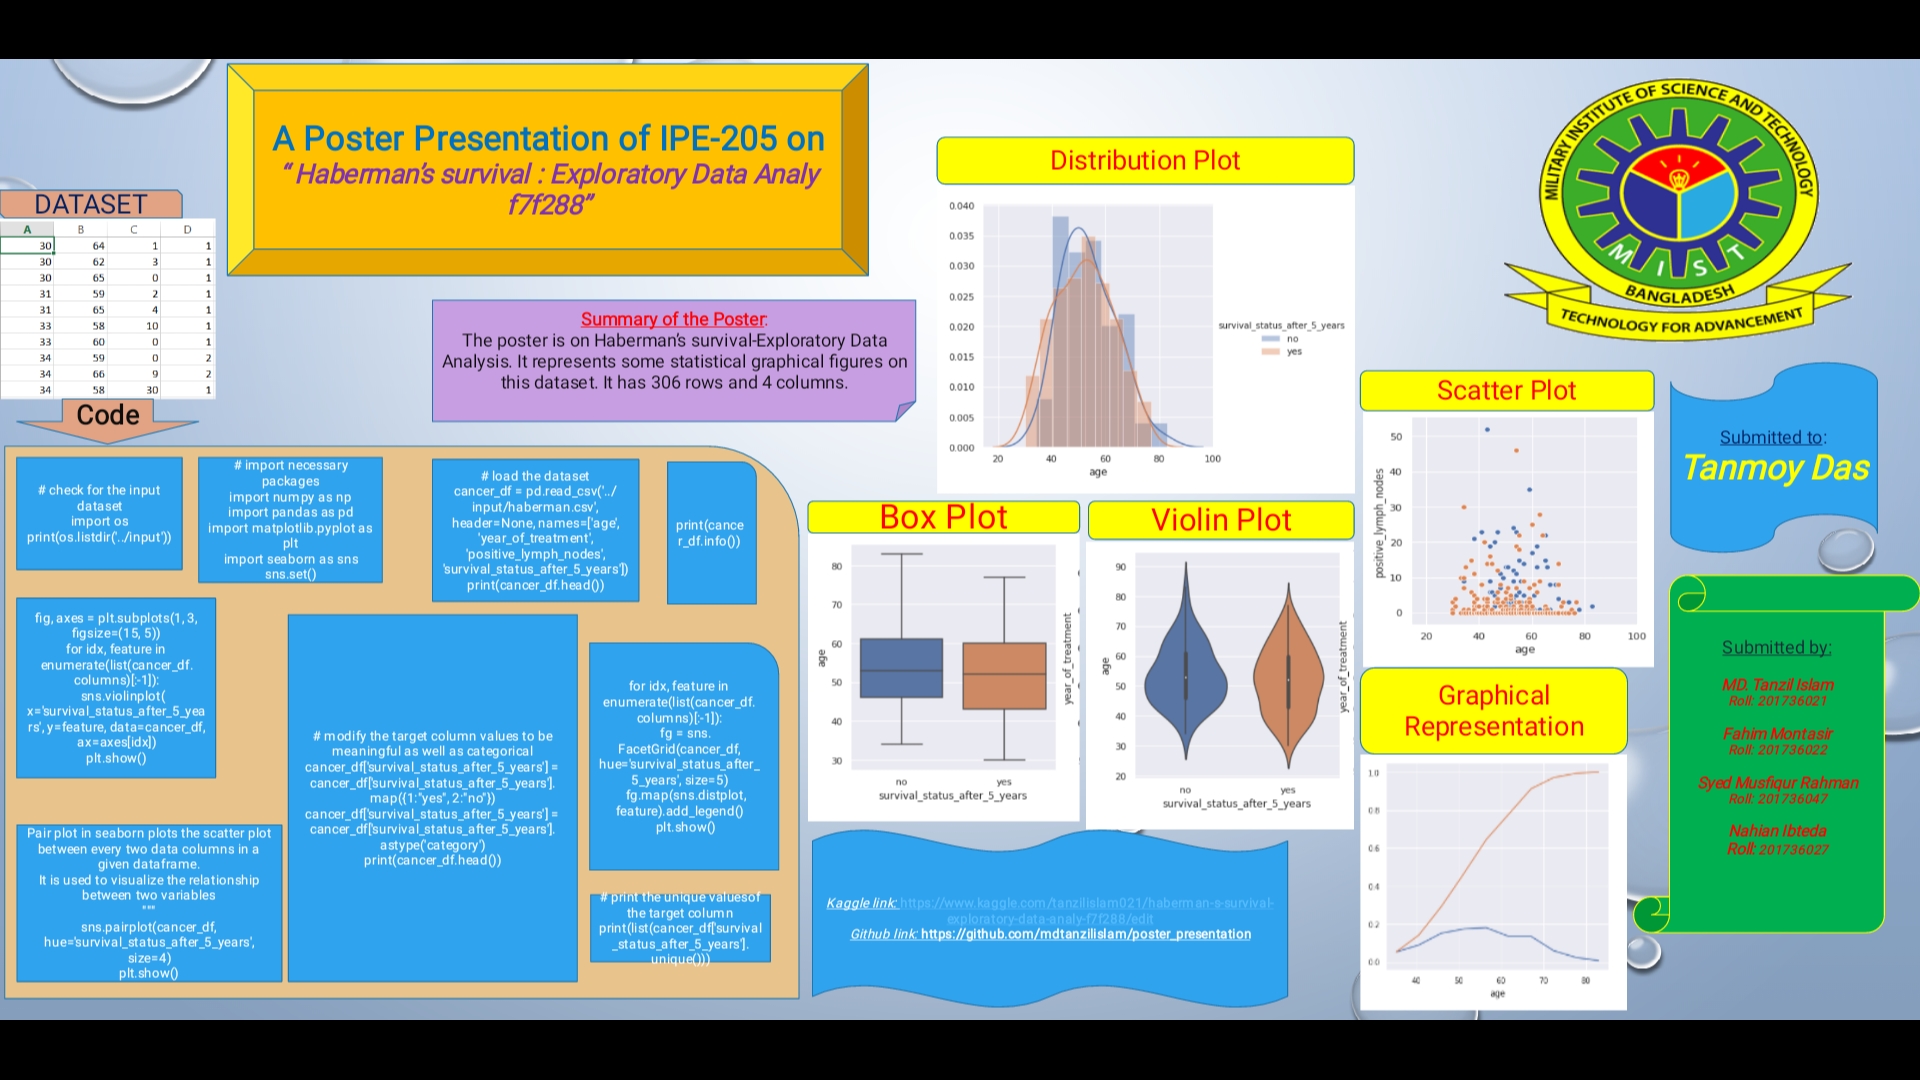 A Poster Presentation of IPE-205 on
“ Haberman’s survival : Exploratory Data Analy
f7f288”
DATASET
A B C D
30 64 1 1
30 62 3 1
30 65 0 1
31 59 2 1
31 65 4 1
33 58 10 1
33 60 0 1
34 59 0 2
34 66 9 2
34 58 30 1
Code
Summary of the Poster:
The poster is on Haberman’s survival-Exploratory Data
Analysis. It represents some statistical graphical figures on
this dataset. It has 306 rows and 4 columns.
# check for the input
dataset
import os
print(os.listdir('../input'))
# import necessary
packages
import numpy as np
import pandas as pd
import matplotlib.pyplot as
plt
import seaborn as sns
sns.set()
# load the dataset
cancer_df = pd.read_csv('../
input/haberman.csv',
header=None, names=['age',
'year_of_treatment',
'positive_lymph_nodes',
'survival_status_after_5_years'])
print(cancer_df.head())
print(cance
r_df.info())
fig, axes = plt.subplots(1, 3,
figsize=(15, 5))
for idx, feature in
enumerate(list(cancer_df.
columns)[:-1]):
sns.violinplot(
x='survival_status_after_5_yea
rs', y=feature, data=cancer_df,
ax=axes[idx])
plt.show()
Pair plot in seaborn plots the scatter plot
between every two data columns in a
given dataframe.
It is used to visualize the relationship
between two variables
"""
sns.pairplot(cancer_df,
hue='survival_status_after_5_years',
size=4)
plt.show()
# modify the target column values to be
meaningful as well as categorical
cancer_df['survival_status_after_5_years'] =
cancer_df['survival_status_after_5_years'].
map({1:"yes", 2:"no"})
cancer_df['survival_status_after_5_years'] =
cancer_df['survival_status_after_5_years'].
astype('category')
print(cancer_df.head())
for idx, feature in
enumerate(list(cancer_df.
columns)[:-1]):
fg = sns.
FacetGrid(cancer_df,
hue='survival_status_after_
5_years', size=5)
fg.map(sns.distplot,
feature).add_legend()
plt.show()
# print the unique valuesof
the target column
print(list(cancer_df['survival
_status_after_5_years'].
unique()))
Distribution Plot
0.040
0.035
0.030
0.025
0.020
0.015
0.010
0.005
0.000
20 40 60 80 100
age
survival_status_after_5_years
no
yes
Box Plot
80
70
60
50
40
30
age
no yes
survival_status_after_5_years
year_of_treatment
Violin Plot
90
80
70
60
50
40
30
20
age
no yes
survival_status_after_5_years
year_of_treatment
Kaggle link: https://www.kaggle.com/tanzilislam021/haberman-s-survival-
exploratory-data-analy-f7f288/edit
Github link: https://github.com/mdtanzilislam/poster_presentation
MILITARY INSTITUTE OF SCIENCE AND TECHNOLOGY
MIST
BANGLADESH
TECHNOLOGY FOR ADVANCEMENT
Scatter Plot
50
40
30
20
10
0
positive_lymph_nodes
20 40 60 80 100
age
Graphical
Representation
1.0
0.8
0.6
0.4
0.2
0.0
40 50 60 70 80
age
Submitted to:
Tanmoy Das
Submitted by:
MD. Tanzil Islam
Roll: 201736021
Fahim Montasir
Roll: 201736022
Syed Musfiqur Rahman
Roll: 201736047
Nahian Ibteda
Roll: 201736027